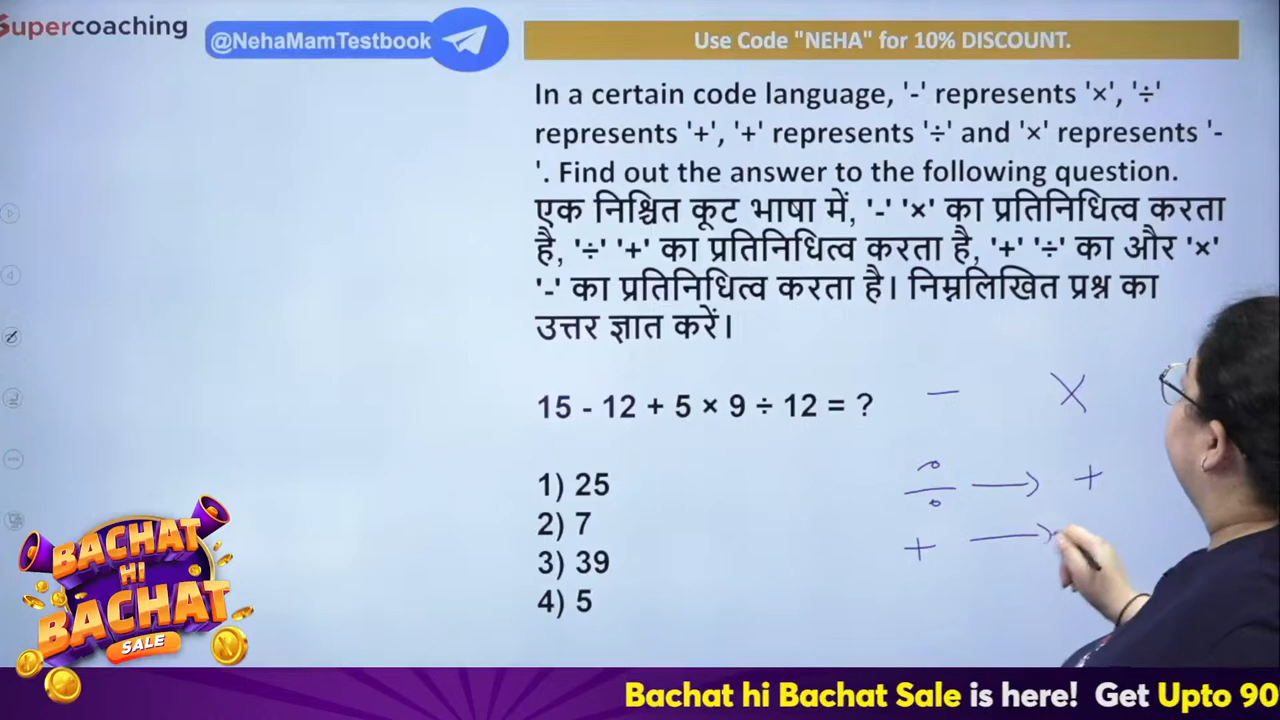 Supercoaching
@NehaMamTestbook
Use Code "NEHA" for 10% DISCOUNT.
In a certain code language, '-' represents '×', '÷'
represents '+', '+' represents '÷' and '×' represents '-
'. Find out the answer to the following question.
एक निश्चित कूट भाषा में, '-' '×' का प्रतिनिधित्व करता
है, '÷' '+' का प्रतिनिधित्व करता है, '+' '÷' का और '×'
'-' का प्रतिनिधित्व करता है। निम्नलिखित प्रश्न का
उत्तर ज्ञात करें।
15 - 12 + 5 × 9 ÷ 12 = ?
- ×
1) 25
2) 7
3) 39
4) 5
÷ → +
+ →
BACHAT
HI
BACHAT
SALE
Bachat hi Bachat Sale is here! Get Upto 90